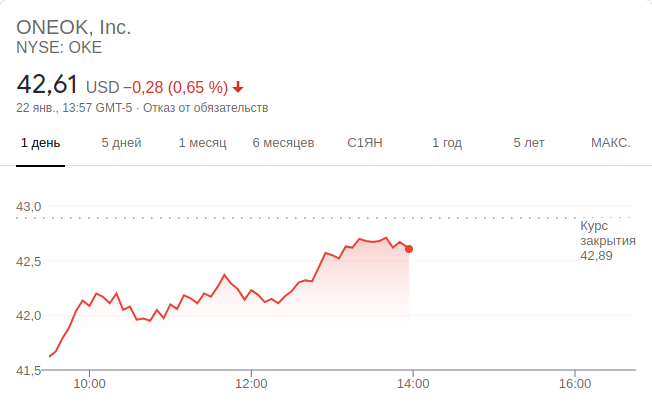 ONEOK, Inc.
NYSE: OKE
42,61 USD −0,28 (0,65 %)
22 янв., 13:57 GMT-5 · Отказ от обязательств
1 день 5 дней 1 месяц 6 месяцев С1ЯН 1 год 5 лет МАКС.
43,0
Курс
закрытия
42,89
42,5
42,0
41,5
10:00 12:00 14:00 16:00